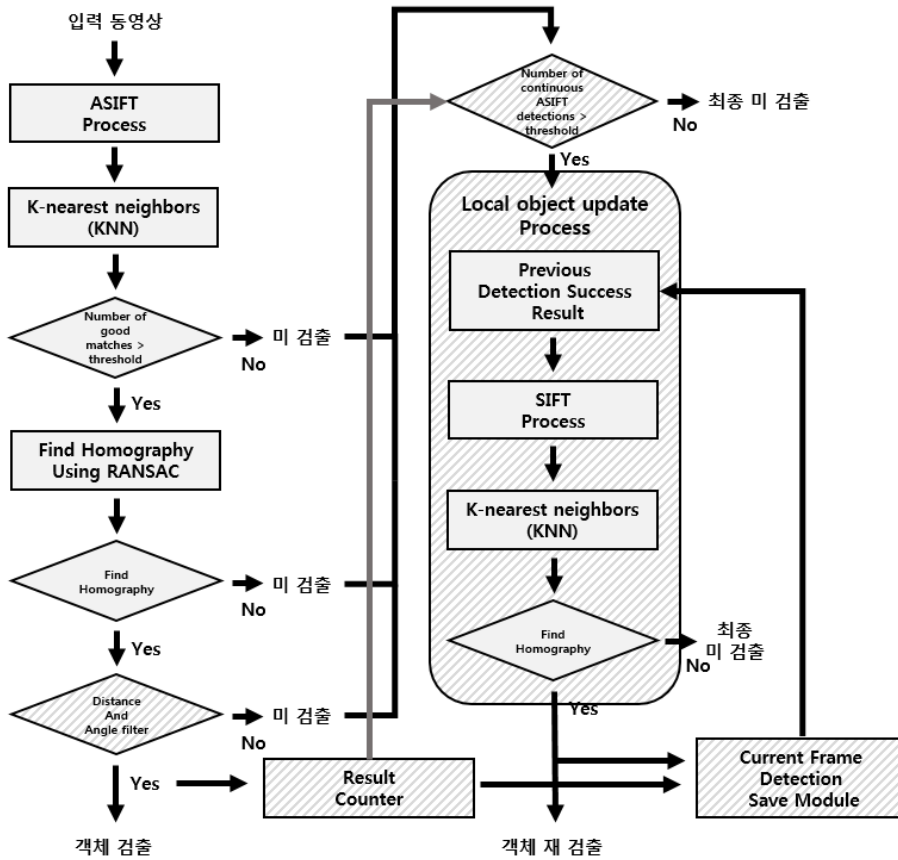 입력 동영상
ASIFT
Process
K-nearest neighbors
(KNN)
Number of
good
matches >
threshold
미 검출
No
Yes
Find Homography
Using RANSAC
Find
Homography
미 검출
No
Yes
Distance
And
Angle filter
미 검출
No
Yes
객체 검출
Result
Counter
Number of
continuous
ASIFT
detections >
threshold
최종 미 검출
No
Yes
Local object update
Process
Previous
Detection Success
Result
SIFT
Process
K-nearest neighbors
(KNN)
Find
Homography
최종
미 검출
No
Yes
객체 재 검출
Current Frame
Detection
Save Module